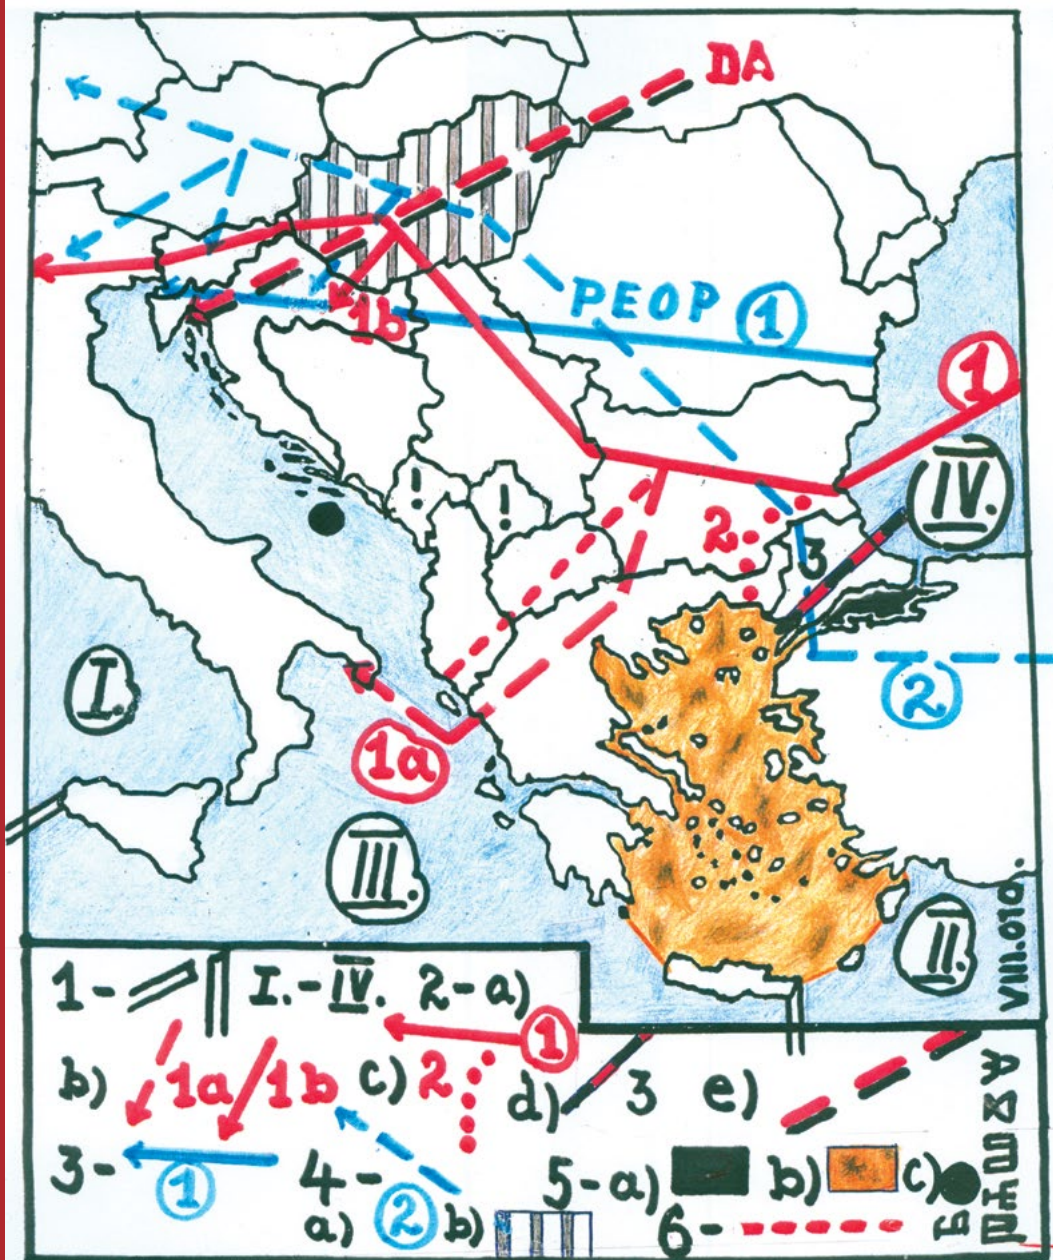 DA
1b
PEOP 1
1
IV.
2
3
I.
2
1a
III.
II.
VIII.010.
1- I.-IV. 2-a) 1
b) 1a/1b c) 2 d) 3 e)
3- 1 4- a) 2 b) 5-a) b) c)
6-
! !